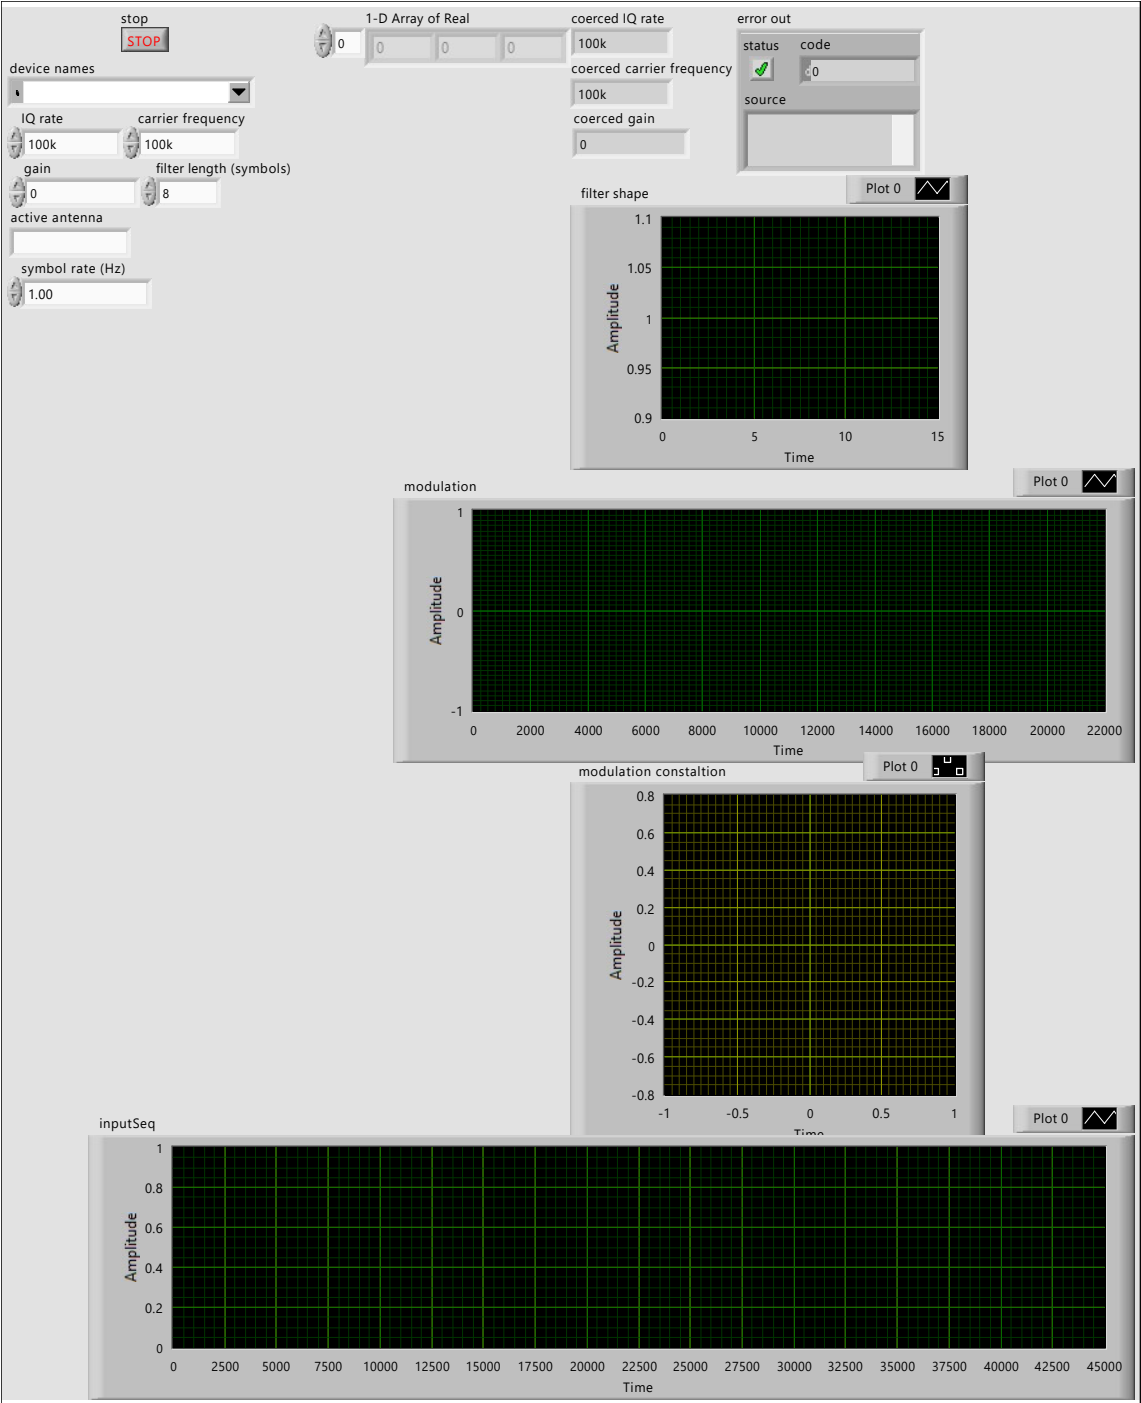 stop
STOP
device names
IQ rate
carrier frequency
100k
100k
gain
filter length (symbols)
0
8
active antenna
symbol rate (Hz)
1.00
1-D Array of Real
0
0
0
0
coerced IQ rate
100k
coerced carrier frequency
100k
coerced gain
0
error out
status
code
d0
source
filter shape
Plot 0
1.1
1.05
1
0.95
0.9
Amplitude
0 5 10 15
Time
modulation
Plot 0
1
0
-1
Amplitude
0 2000 4000 6000 8000 10000 12000 14000 16000 18000 20000 22000
Time
modulation constaltion
Plot 0
0.8
0.6
0.4
0.2
0
-0.2
-0.4
-0.6
-0.8
Amplitude
-1 -0.5 0 0.5 1
Time
inputSeq
Plot 0
1
0.8
0.6
0.4
0.2
0
Amplitude
0 2500 5000 7500 10000 12500 15000 17500 20000 22500 25000 27500 30000 32500 35000 37500 40000 42500 45000
Time